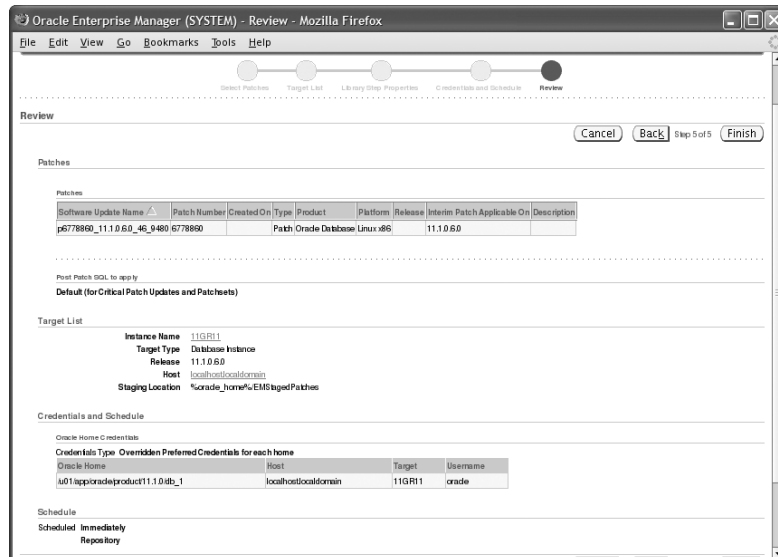 Oracle Enterprise Manager (SYSTEM) - Review - Mozilla Firefox
File Edit View Go Bookmarks Tools Help
Select Patches Target List Library Step Properties Credentials and Schedule Review
Review
Cancel Back Step 5 of 5 Finish
Patches
Patches
Software Update Name Patch Number Created On Type Product Platform Release Interim Patch Applicable On Description
p6778860_11.1.0.6.0_46_9480 6778860 Patch Oracle Database Linux x86 11.1.0.6.0
Post Patch SQL to apply
Default (for Critical Patch Updates and Patchsets)
Target List
Instance Name 11GR11
Target Type Database Instance
Release 11.1.0.6.0
Host localhost.localdomain
Staging Location %oracle_home%/EMStagedPatches
Credentials and Schedule
Oracle Home Credentials
Credentials Type Overridden Preferred Credentials for each home
Oracle Home Host Target Username
/u01/app/oracle/product/11.1.0/db_1 localhost.localdomain 11GR11 oracle
Schedule
Scheduled Immediately
Repository